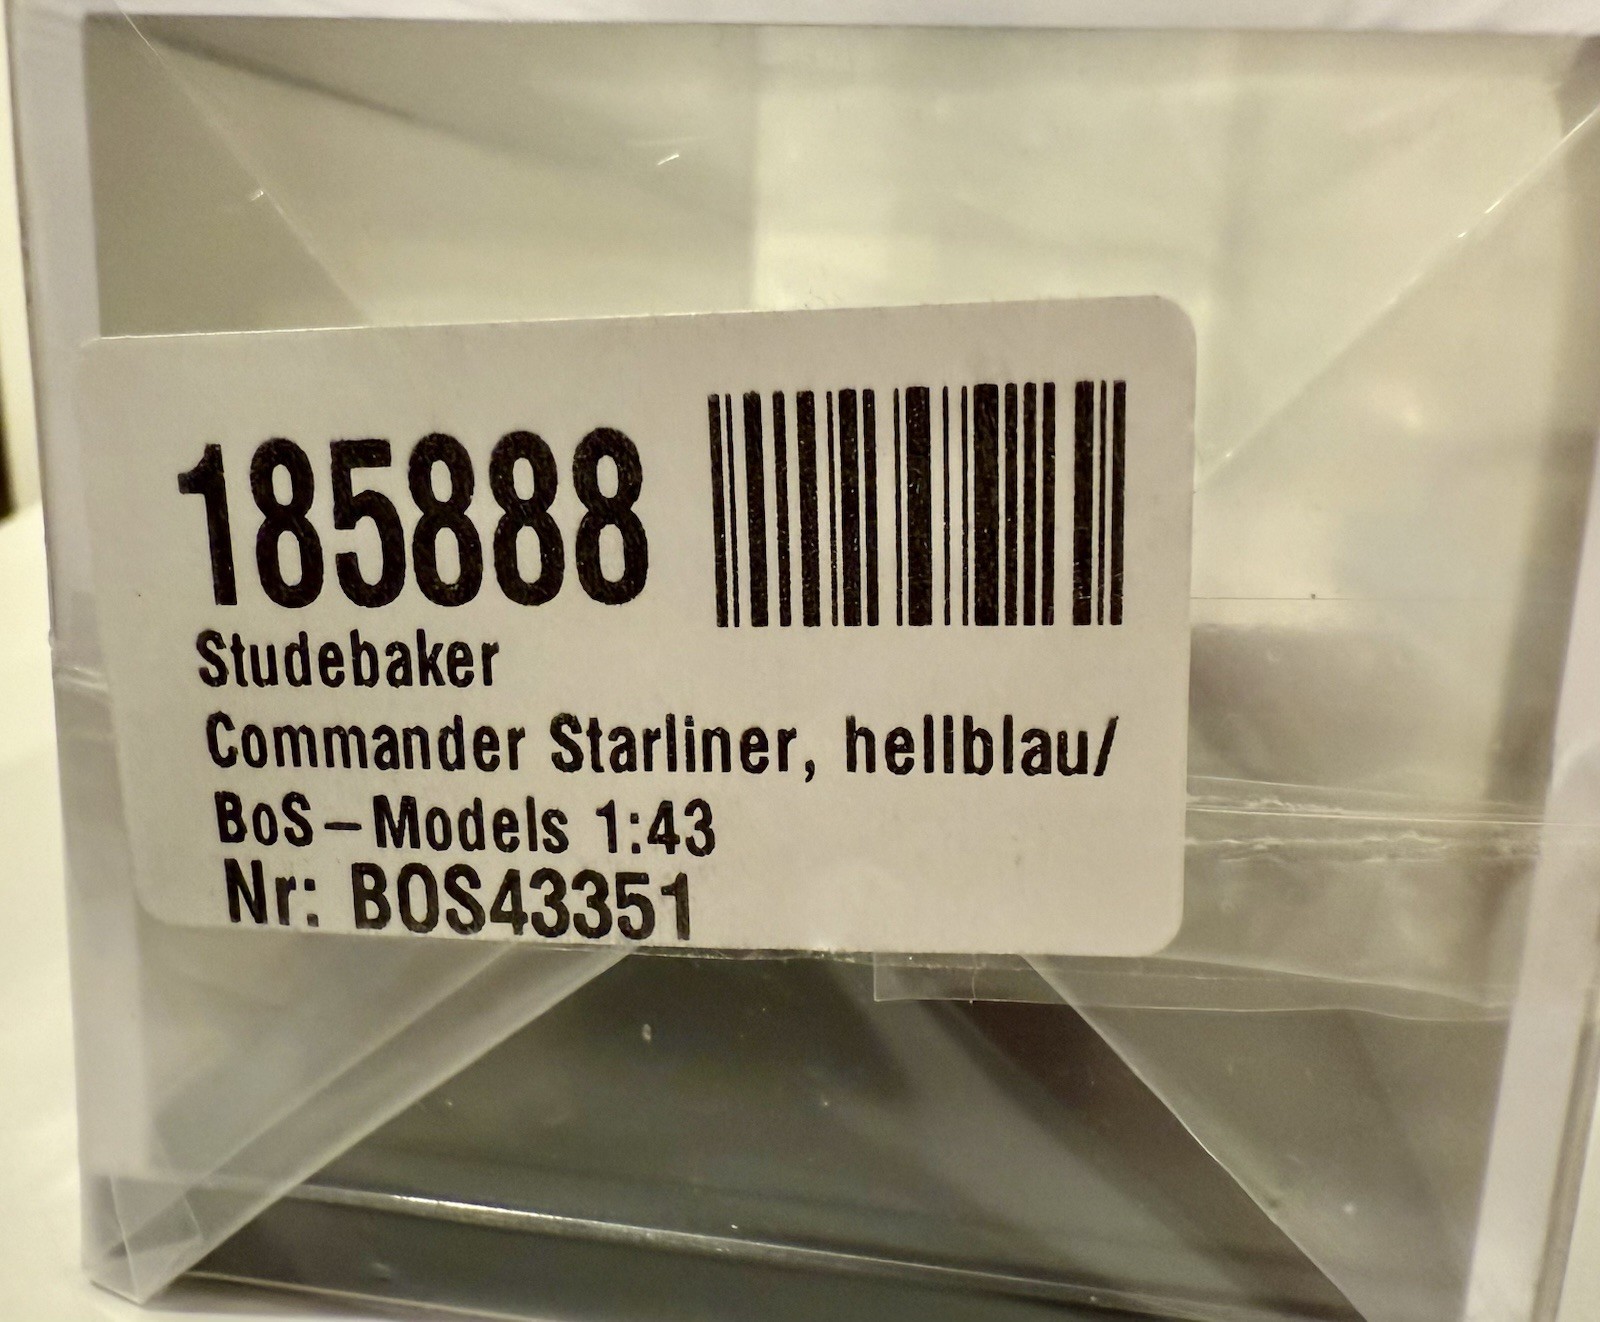 185888
Studebaker
Commander Starliner, hellblau/
BoS-Models 1:43
Nr: BOS43351